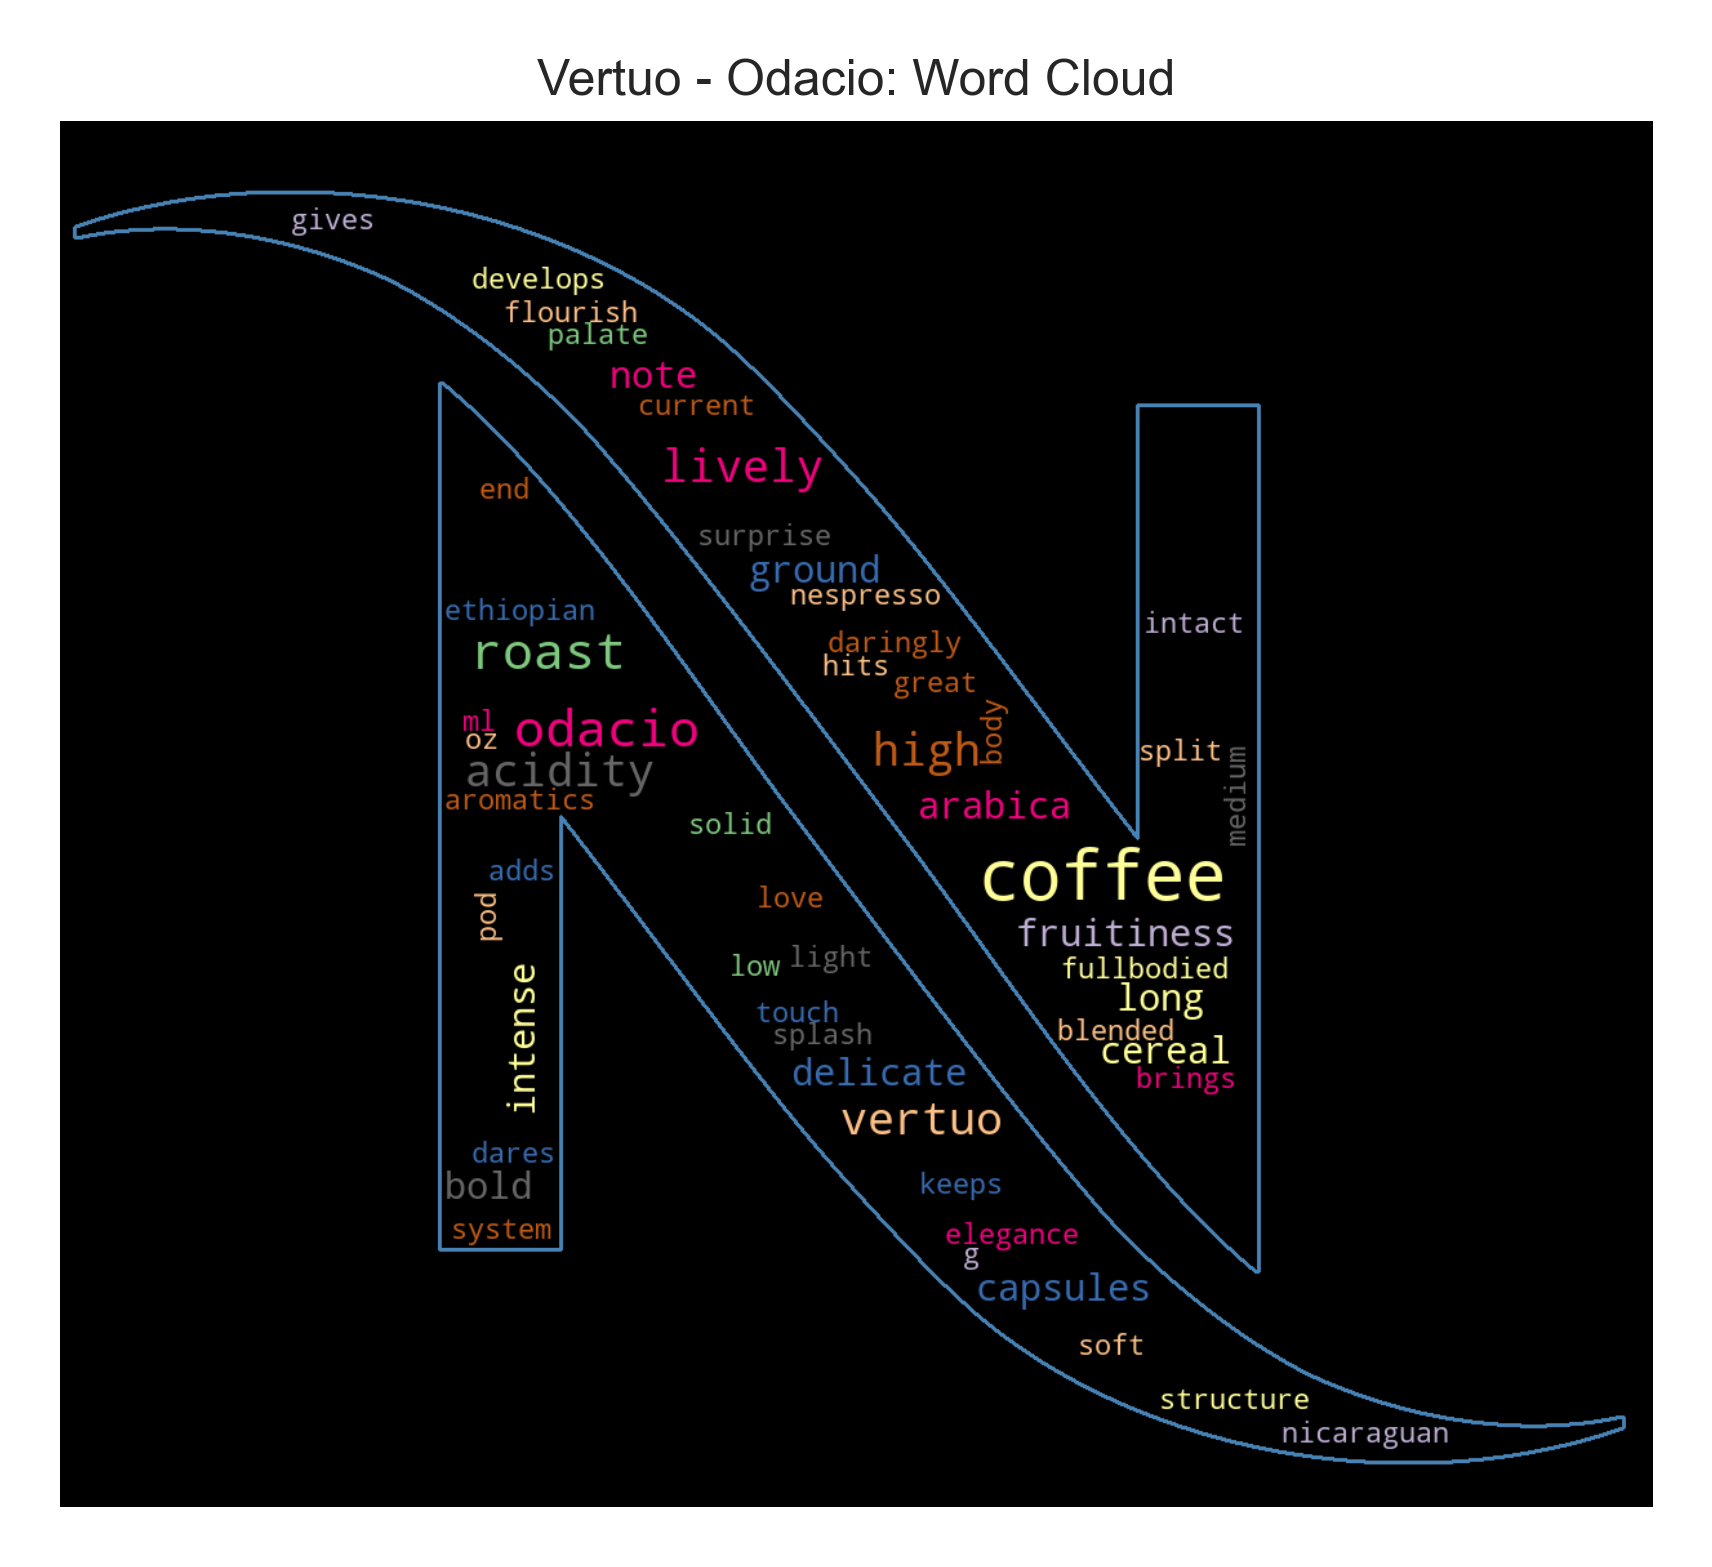 Vertuo - Odacio: Word Cloud
gives
develops
flourish
palate
note
current
lively
end
surprise
ground
nespresso
ethiopian
intact
daringly
roast
hits
great
body
ml
odacio
oz
high
split
medium
acidity
aromatics
arabica
solid
adds
coffee
pod
love
fruitiness
low light
fullbodied
long
intense
touch
blended
splash
cereal
delicate
brings
vertuo
dares
bold
keeps
system
elegance
g
capsules
soft
structure
nicaraguan